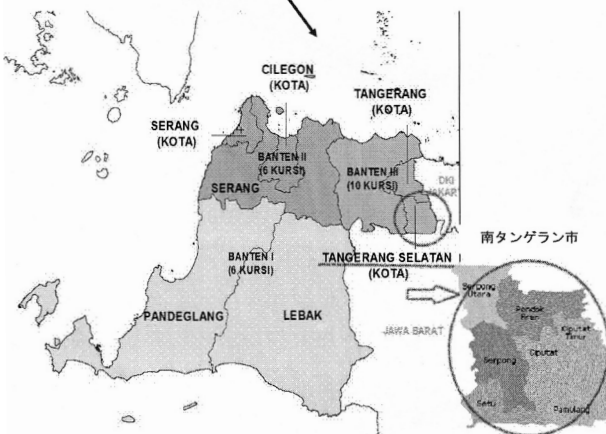 CILEGON
(KOTA)
TANGERANG
(KOTA)
SERANG
(KOTA)
BANTEN II
(6 KURSI)
BANTEN III
(10 KURSI)
DKI
JAKARTA
SERANG
南タンゲラン市
BANTEN I
(6 KURSI)
TANGERANG SELATAN
(KOTA)
PANDEGLANG
LEBAK
JAWA BARAT
Serpong
Utara
Pondok
Aren
Ciputat
Timur
Ciputat
Serpong
Setu
Pamulang